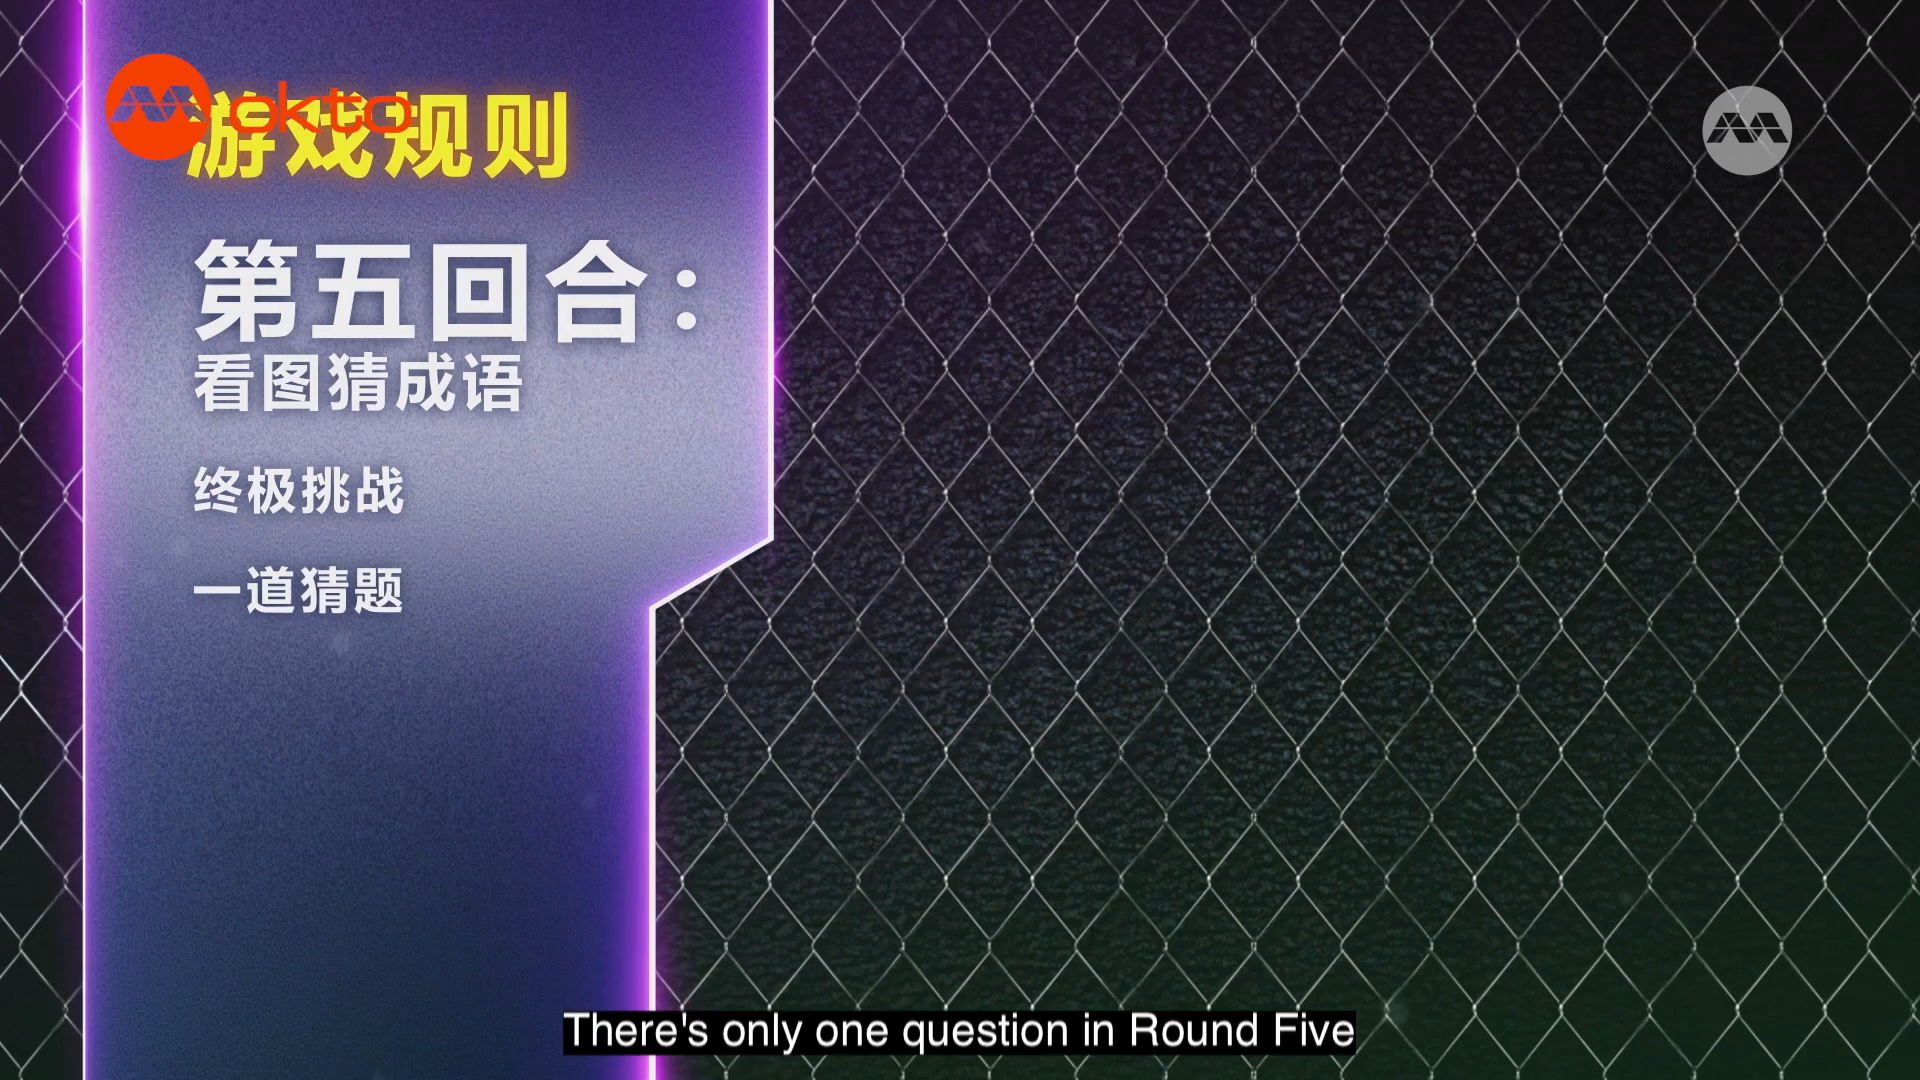 okto
游戏规则
第五回合：
看图猜成语
终极挑战
一道猜题
There's only one question in Round Five